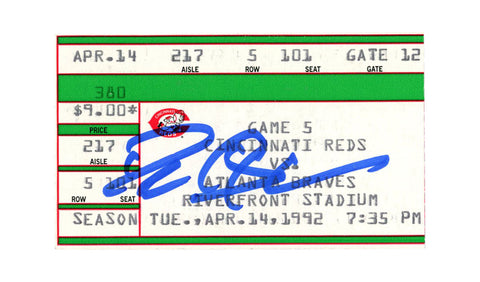 APR.14 217 5 101 GATE 12
AISLE ROW SEAT GATE
380
$9.00*
PRICE
217
AISLE
5 101
ROW SEAT
SEASON
CINCINNATI
REDS
GAME 5
CINCINNATI REDS
VS.
ATLANTA BRAVES
RIVERFRONT STADIUM
TUE.,APR.14,1992 7:35 PM